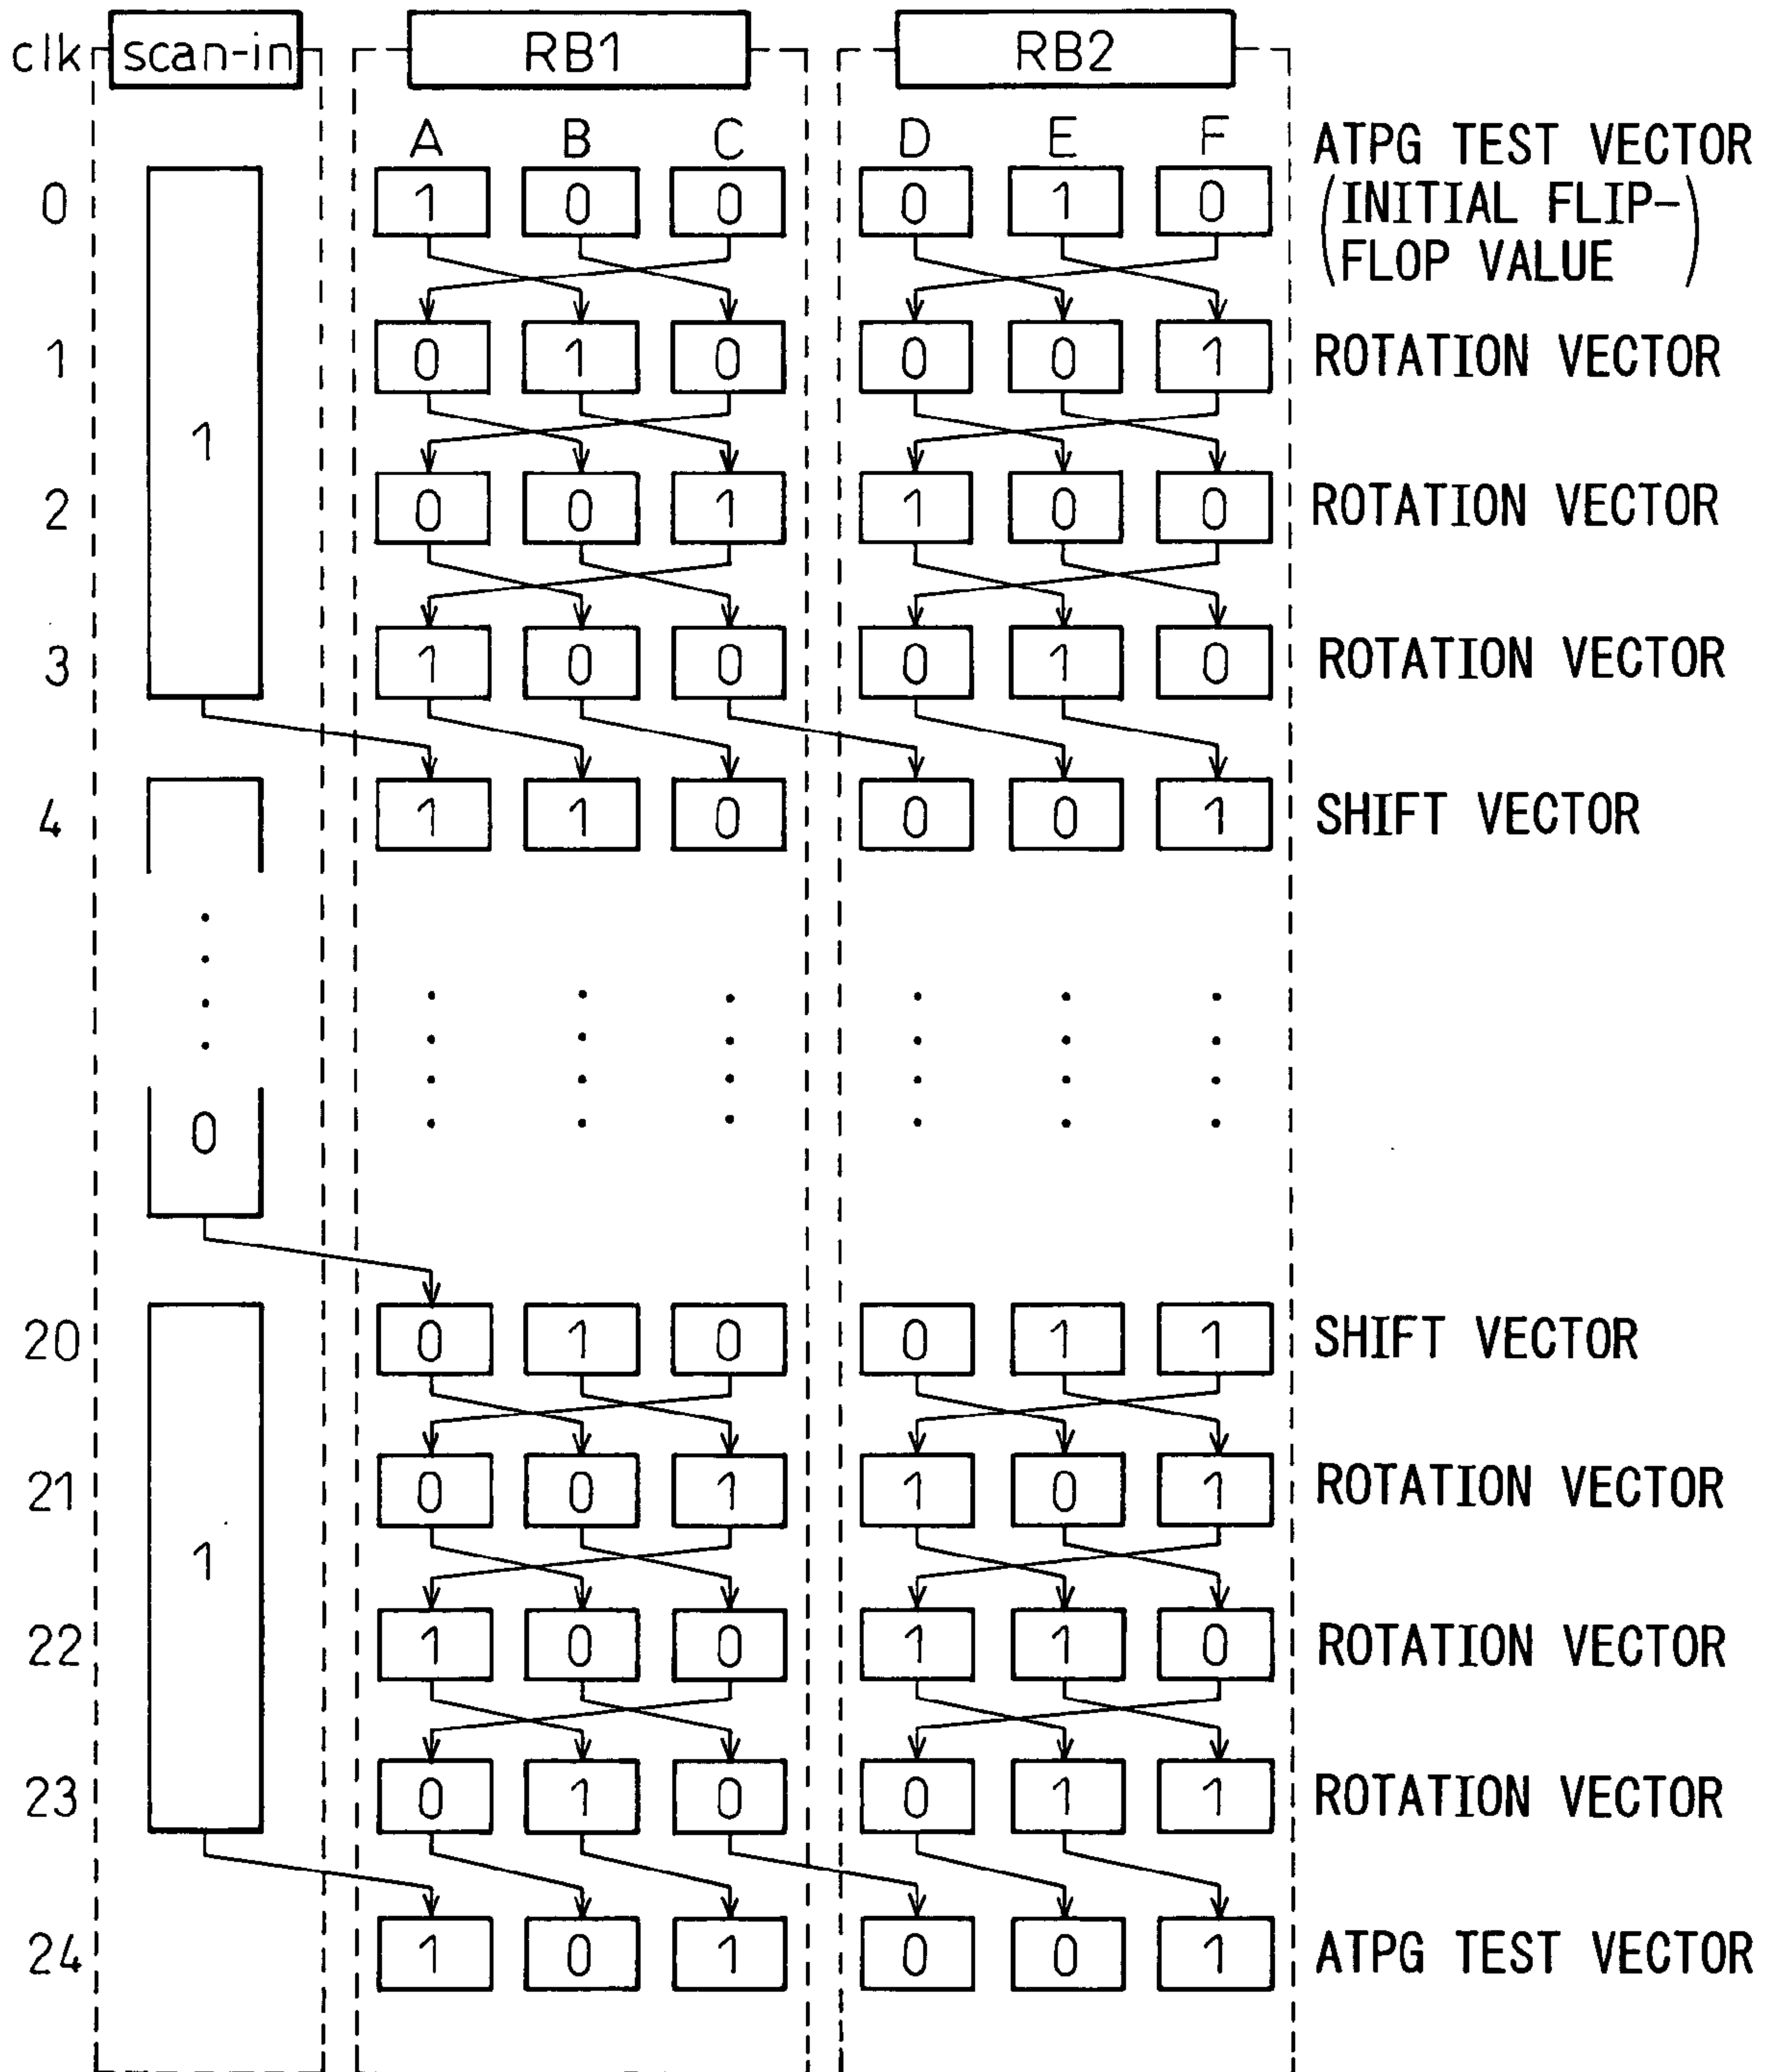 clk scan-in RB1 RB2
A B C D E F ATPG TEST VECTOR
0 1 0 0 0 1 0 (INITIAL FLIP-)
(FLOP VALUE )
1 0 1 0 0 0 1 ROTATION VECTOR
1
2 0 0 1 1 0 0 ROTATION VECTOR
3 1 0 0 0 1 0 ROTATION VECTOR
4 1 1 0 0 0 1 SHIFT VECTOR
0
20 0 1 0 0 1 1 SHIFT VECTOR
21 0 0 1 1 0 1 ROTATION VECTOR
1
22 1 0 0 1 1 0 ROTATION VECTOR
23 0 1 0 0 1 1 ROTATION VECTOR
24 1 0 1 0 0 1 ATPG TEST VECTOR